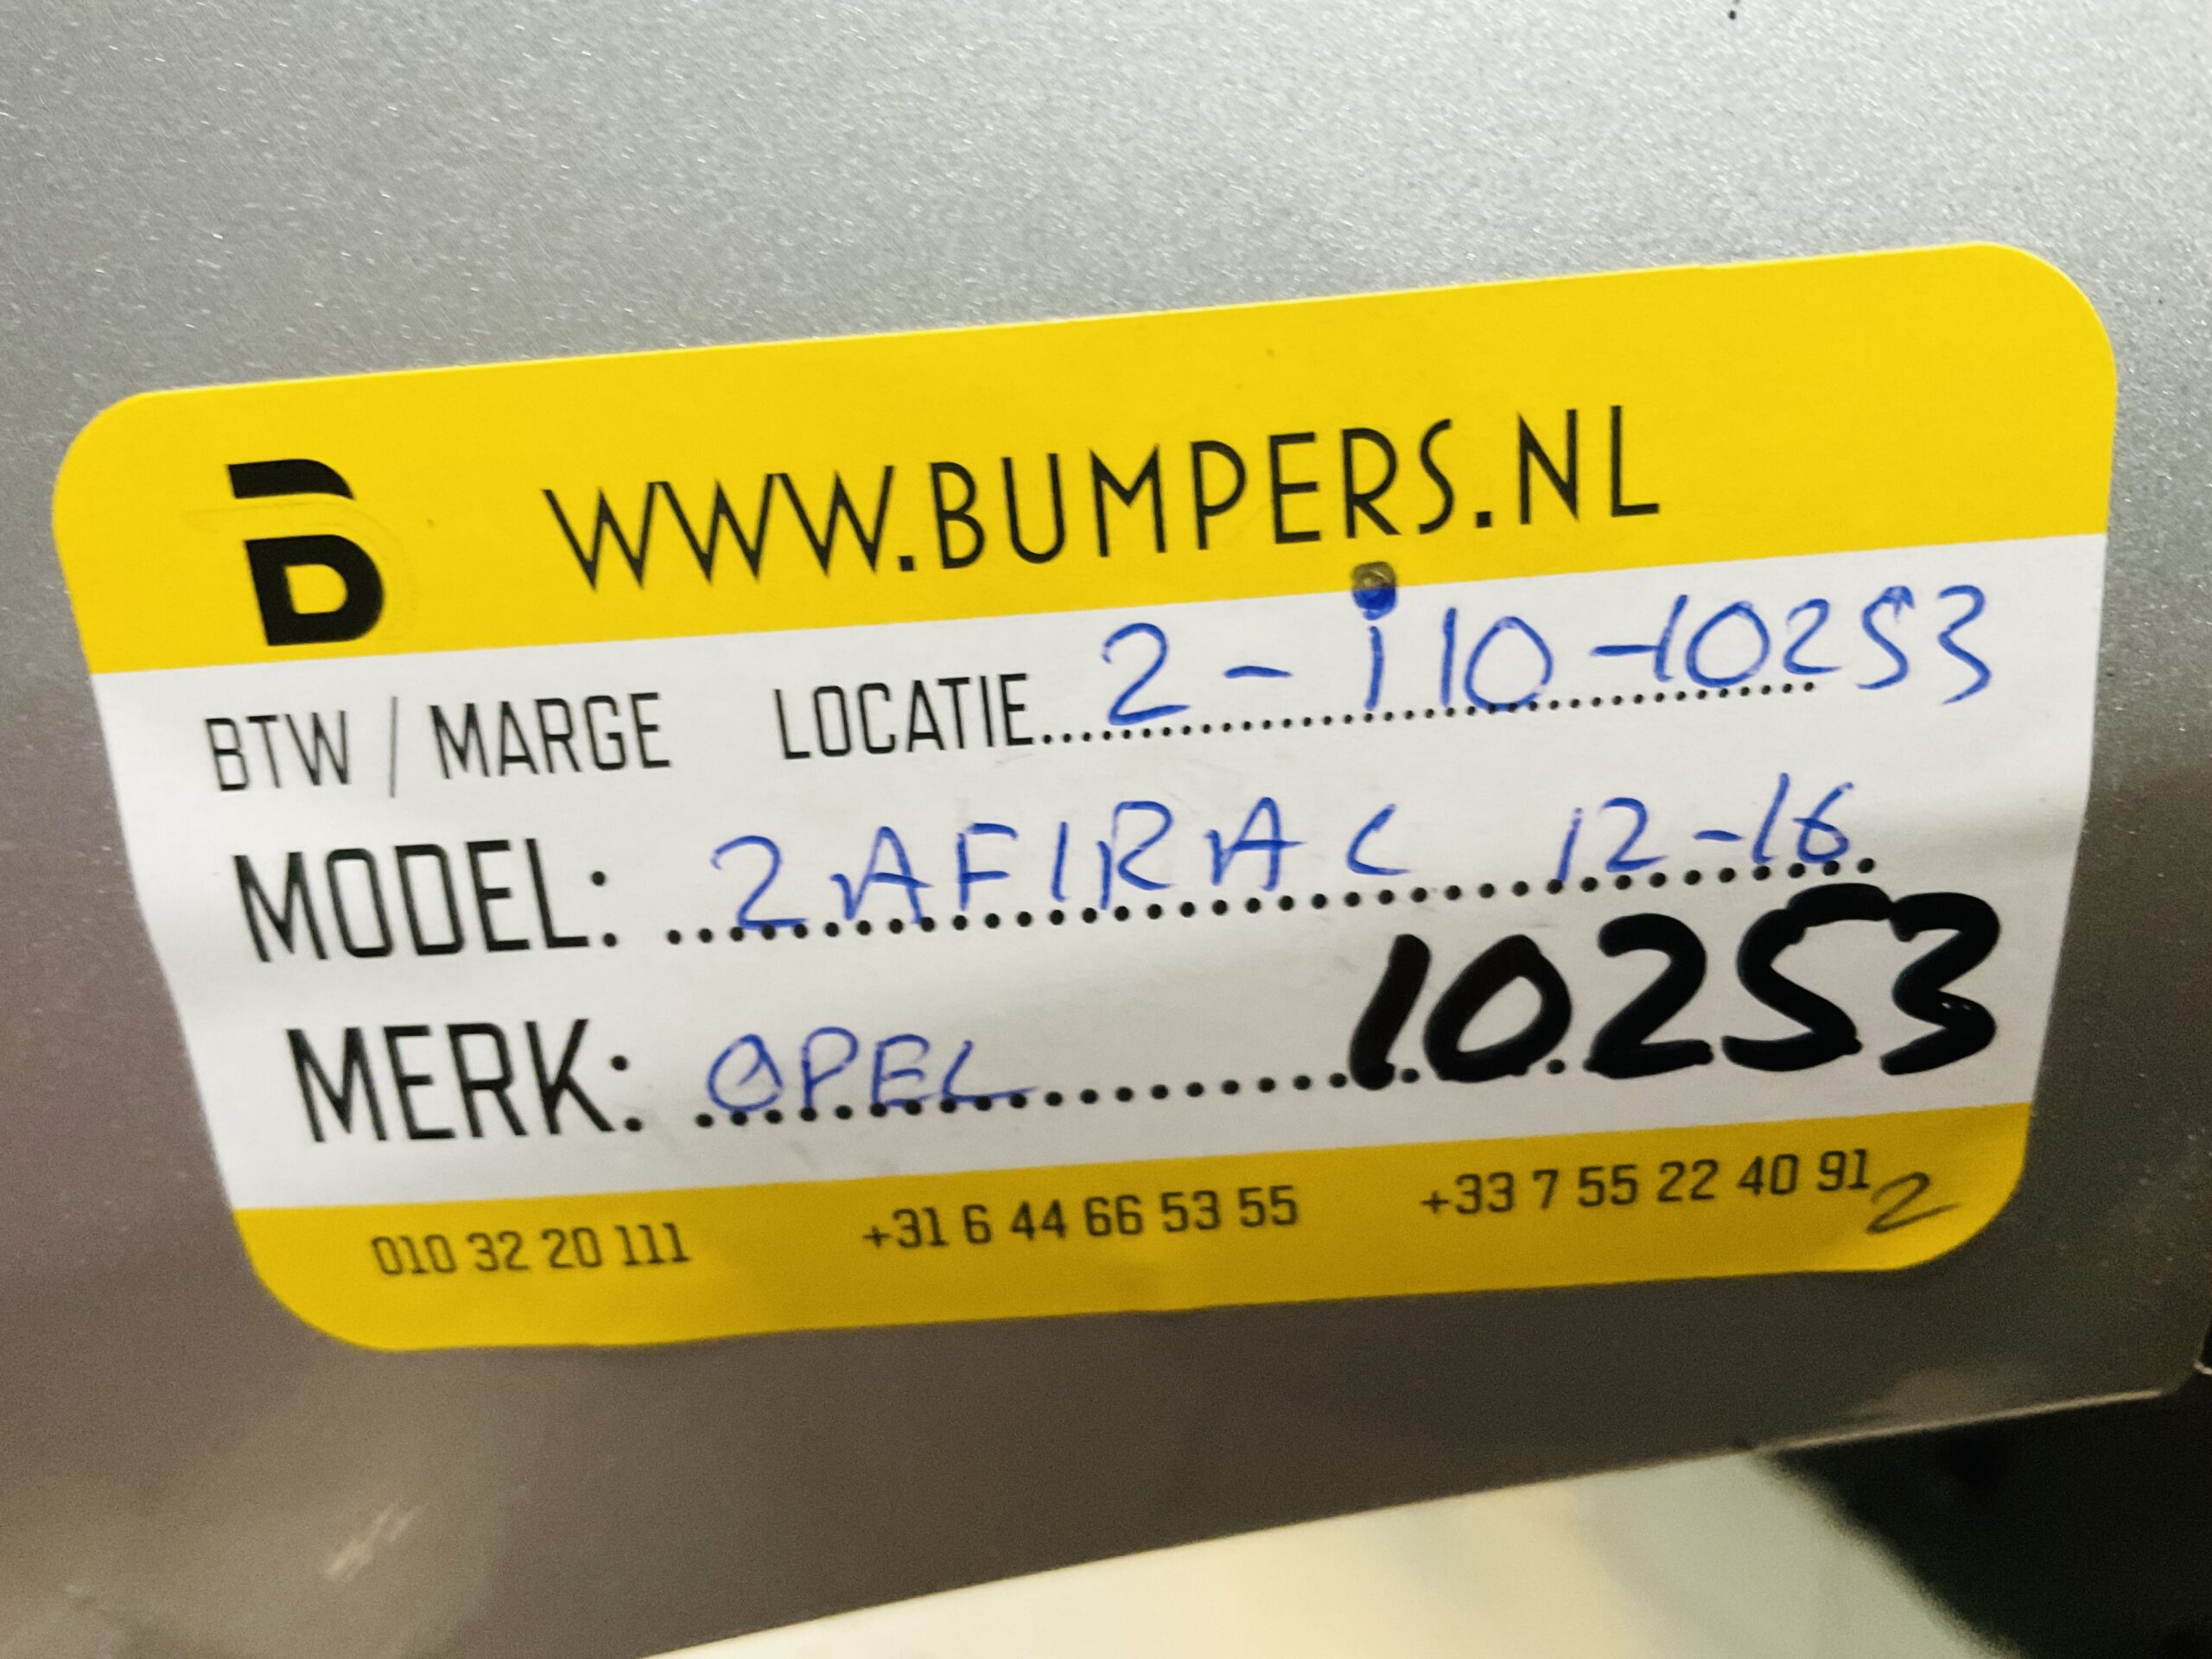 B WWW.BUMPERS.NL
BTW / MARGE LOCATIE 2 - i10 - 10253
MODEL: ZAFIRA C 12-16
MERK: OPEL 10253
010 32 20 111 +31 6 44 66 53 55 +33 7 55 22 40 91 2